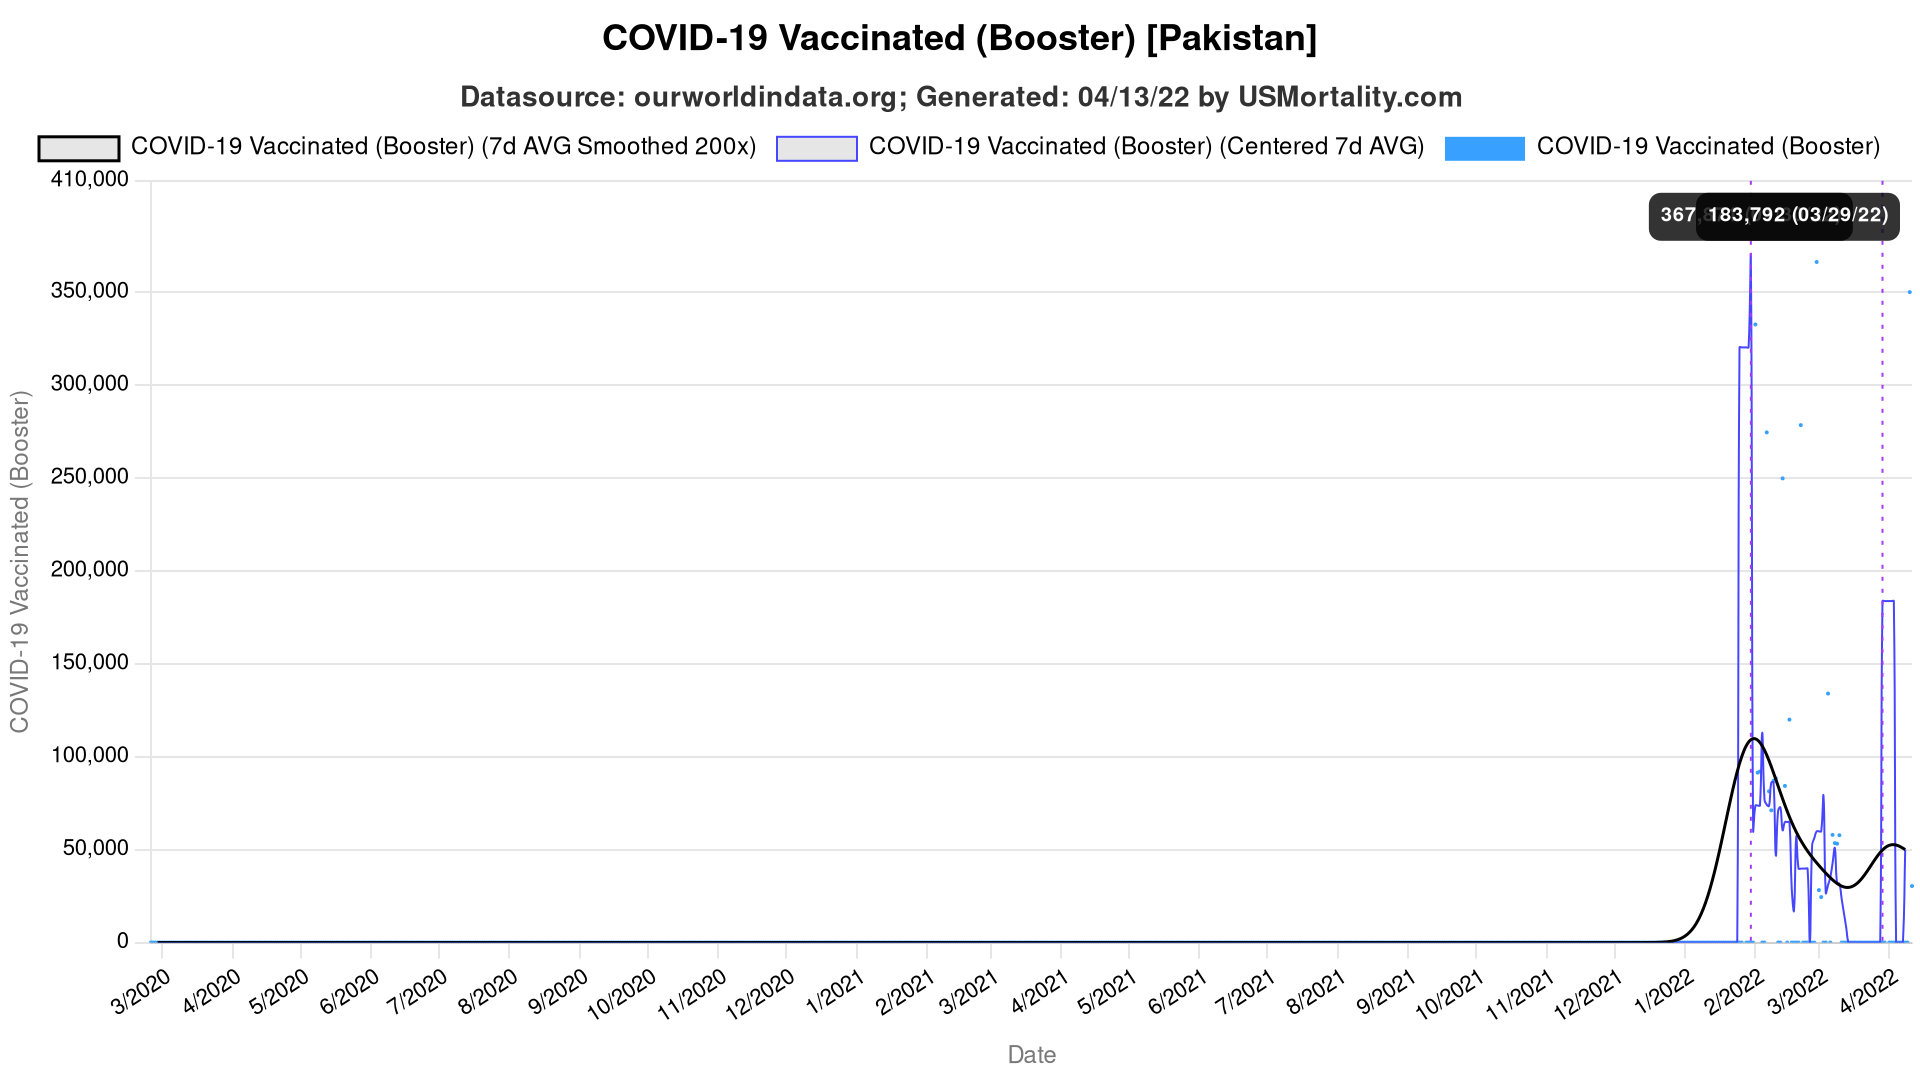 COVID-19 Vaccinated (Booster) [Pakistan]
Datasource: ourworldindata.org; Generated: 04/13/22 by USMortality.com
COVID-19 Vaccinated (Booster) (7d AVG Smoothed 200x) COVID-19 Vaccinated (Booster) (Centered 7d AVG) COVID-19 Vaccinated (Booster)
410,000
367, 183,792 (03/29/22)
350,000
300,000
250,000
200,000
150,000
100,000
50,000
0
COVID-19 Vaccinated (Booster)
3/2020 4/2020 5/2020 6/2020 7/2020 8/2020 9/2020 10/2020 11/2020 12/2020 1/2021 2/2021 3/2021 4/2021 5/2021 6/2021 7/2021 8/2021 9/2021 10/2021 11/2021 12/2021 1/2022 2/2022 3/2022 4/2022
Date